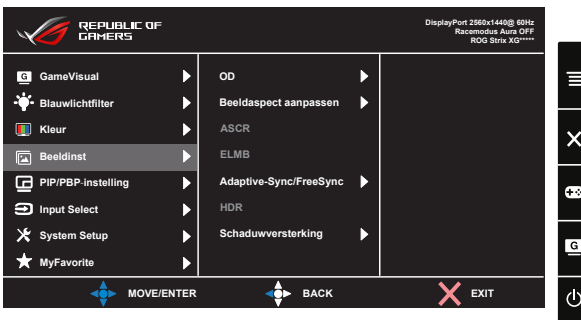 REPUBLIC OF
GAMERS
DisplayPort 2560x1440@ 60Hz
Racemodus Aura OFF
ROG Strix XG*****
G GameVisual
Blauwlichtfilter
Kleur
Beeldinst
PIP/PBP-instelling
Input Select
System Setup
MyFavorite
OD
Beeldaspect aanpassen
ASCR
ELMB
Adaptive-Sync/FreeSync
HDR
Schaduwversterking
MOVE/ENTER
BACK
EXIT
G